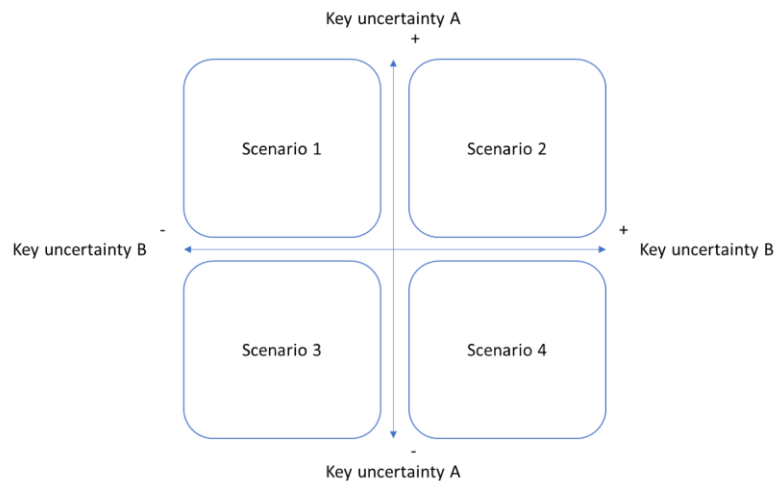 Key uncertainty A
+
Scenario 1
Scenario 2
-
+
Key uncertainty B
Key uncertainty B
Scenario 3
Scenario 4
-
Key uncertainty A